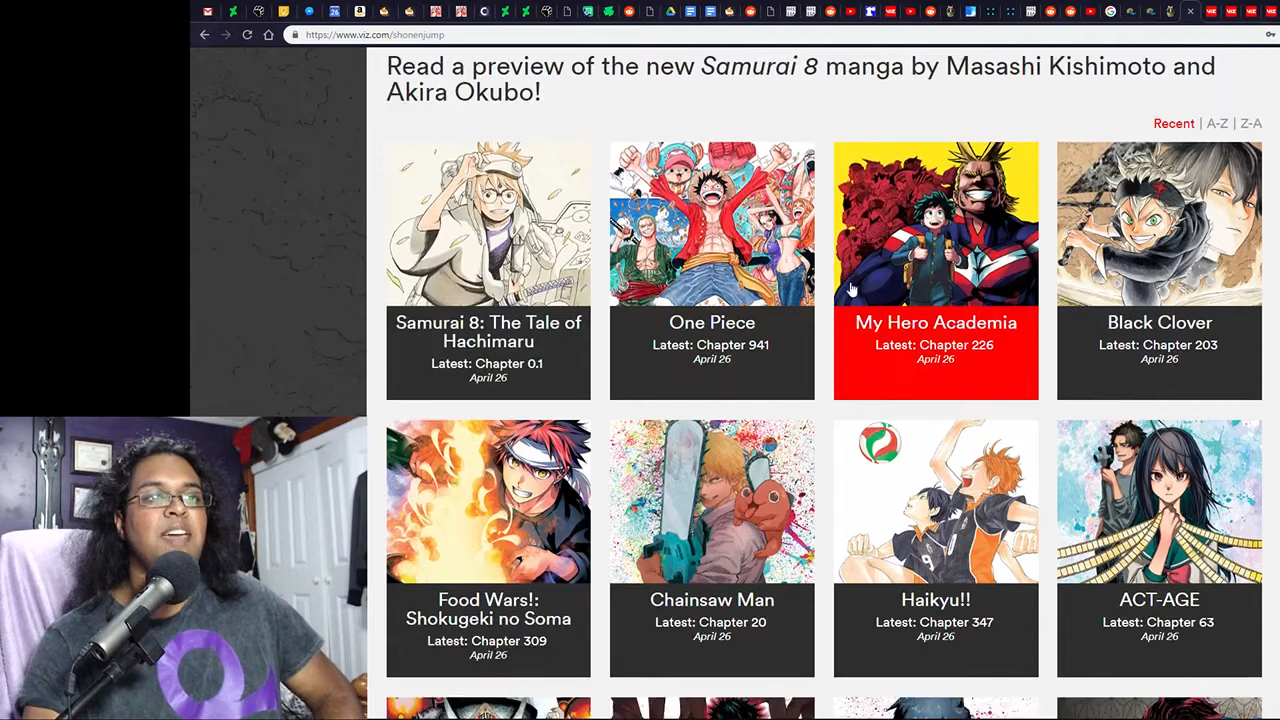 https://www.viz.com/shonenjump
Read a preview of the new Samurai 8 manga by Masashi Kishimoto and
Akira Okubo!
Recent | A-Z | Z-A
Samurai 8: The Tale of
Hachimaru
Latest: Chapter 0.1
April 26
One Piece
Latest: Chapter 941
April 26
My Hero Academia
Latest: Chapter 226
April 26
Black Clover
Latest: Chapter 203
April 26
Food Wars!:
Shokugeki no Soma
Latest: Chapter 309
April 26
Chainsaw Man
Latest: Chapter 20
April 26
Haikyu!!
Latest: Chapter 347
April 26
ACT-AGE
Latest: Chapter 63
April 26